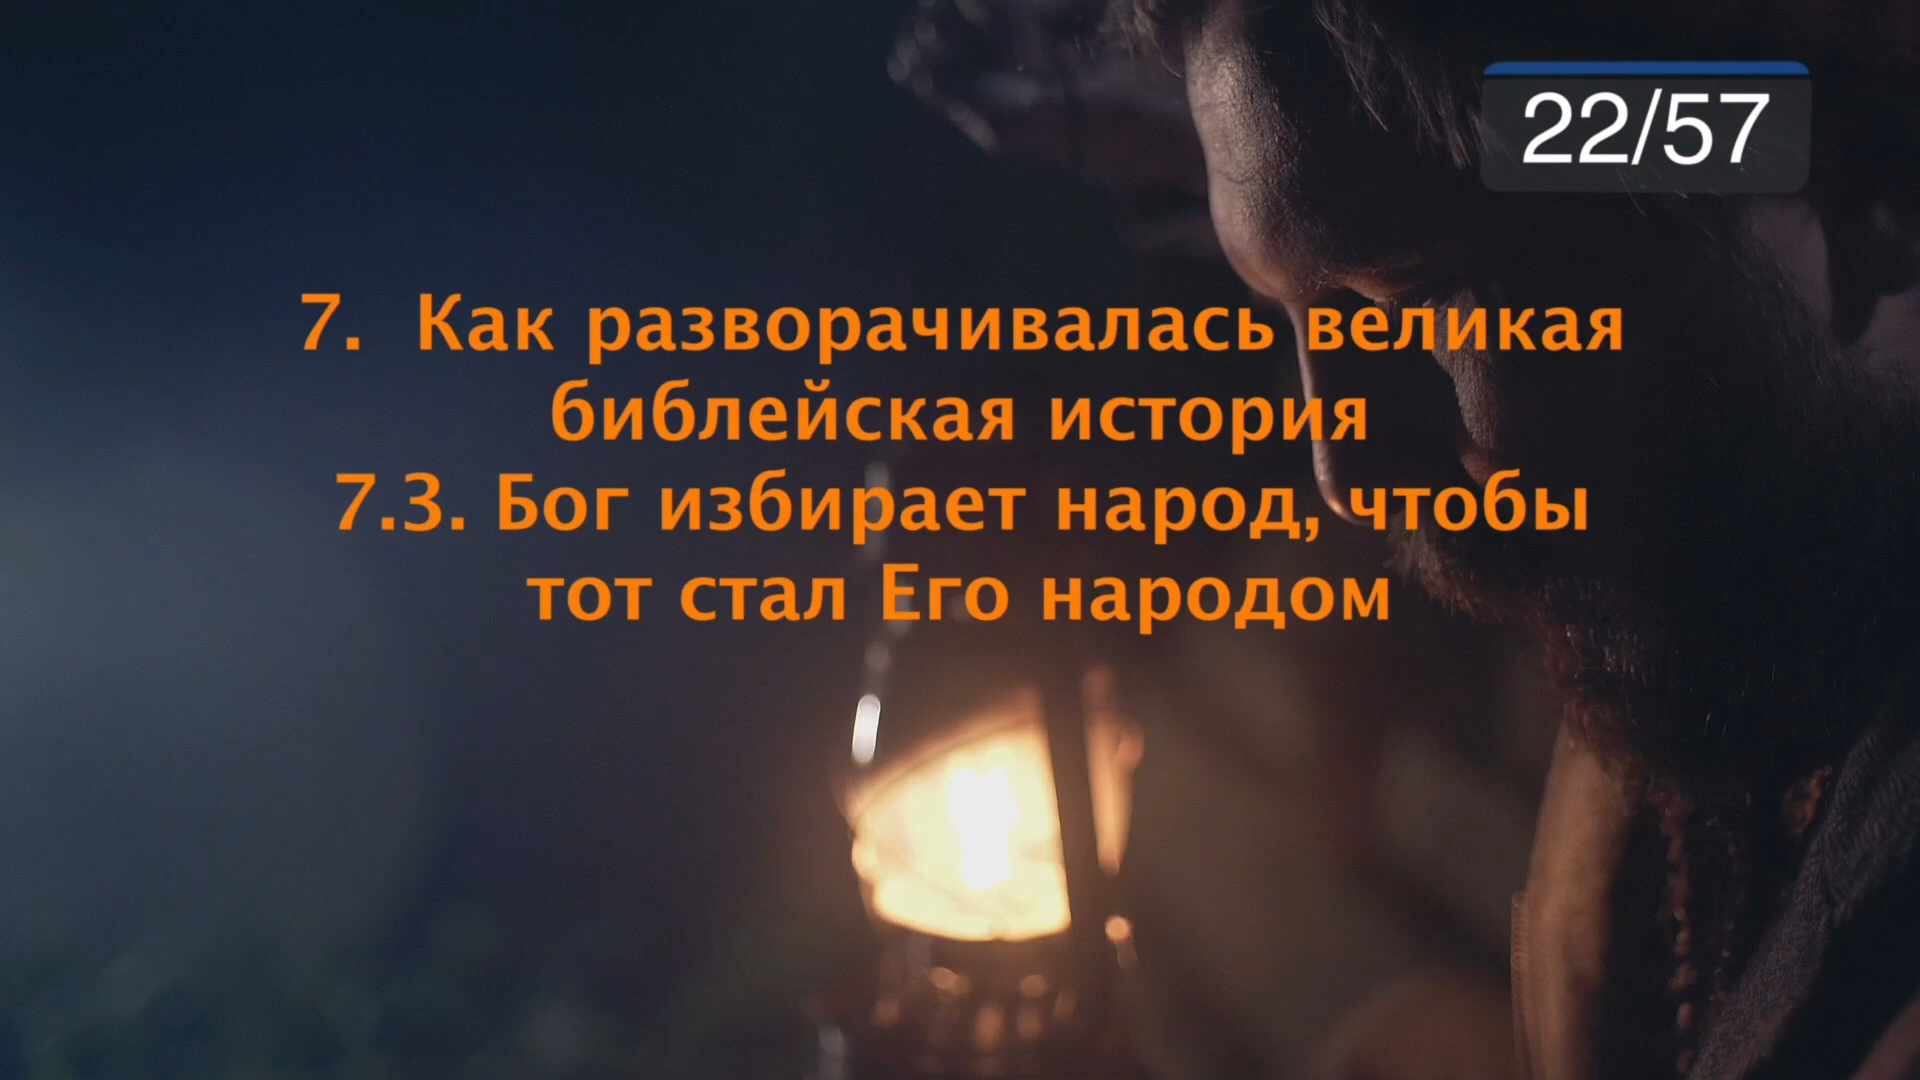 22/57
7. Как разворачивалась великая
библейская история
7.3. Бог избирает народ, чтобы
тот стал Его народом